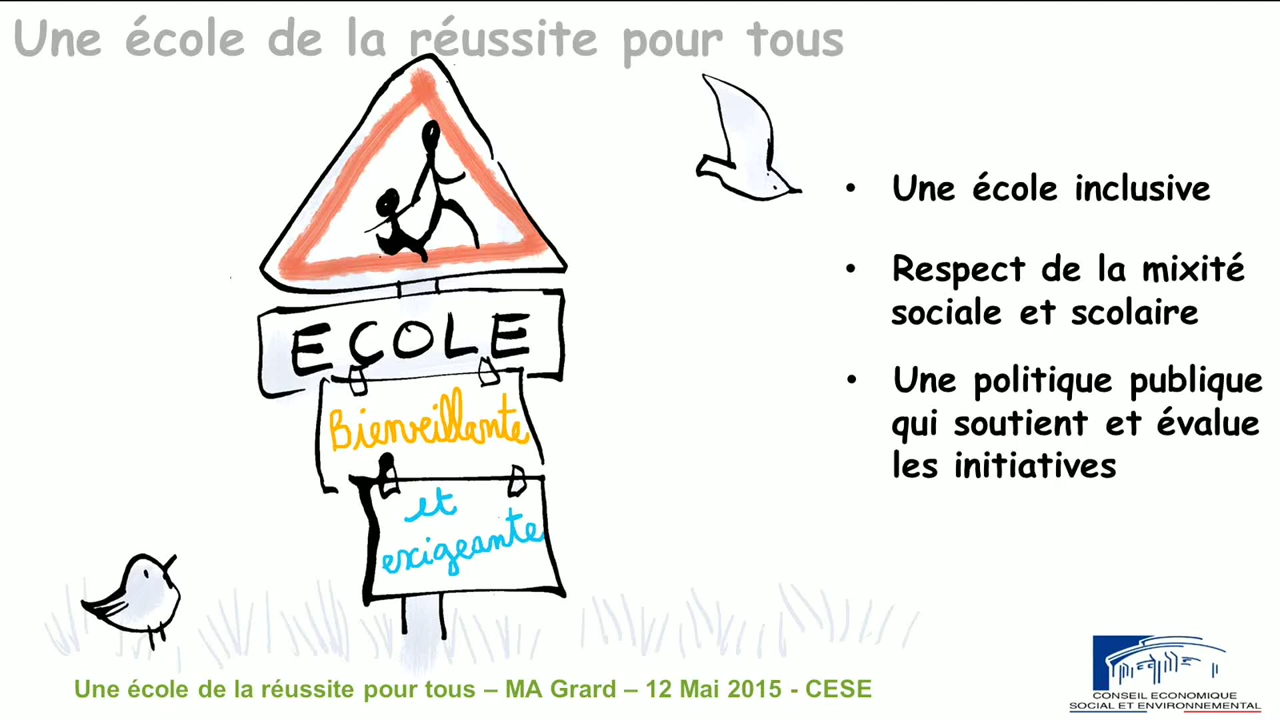 Une école de la réussite pour tous
ECOLE
Bienveillante
et
exigeante
• Une école inclusive
• Respect de la mixité
sociale et scolaire
• Une politique publique
qui soutient et évalue
les initiatives
Une école de la réussite pour tous – MA Grard – 12 Mai 2015 - CESE
CONSEIL ECONOMIQUE
SOCIAL ET ENVIRONNEMENTAL